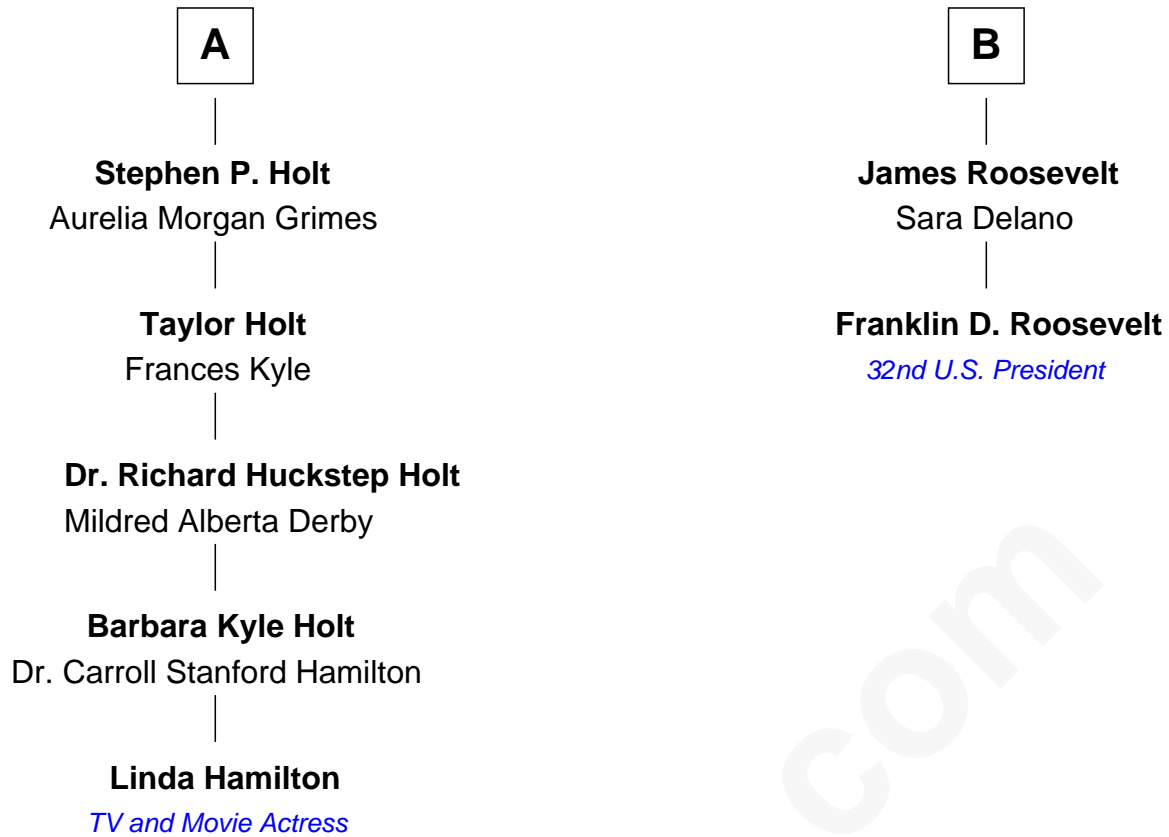 A
Stephen P. Holt
Aurelia Morgan Grimes
Taylor Holt
Frances Kyle
Dr. Richard Huckstep Holt
Mildred Alberta Derby
Barbara Kyle Holt
Dr. Carroll Stanford Hamilton
Linda Hamilton
TV and Movie Actress
B
James Roosevelt
Sara Delano
Franklin D. Roosevelt
32nd U.S. President
com